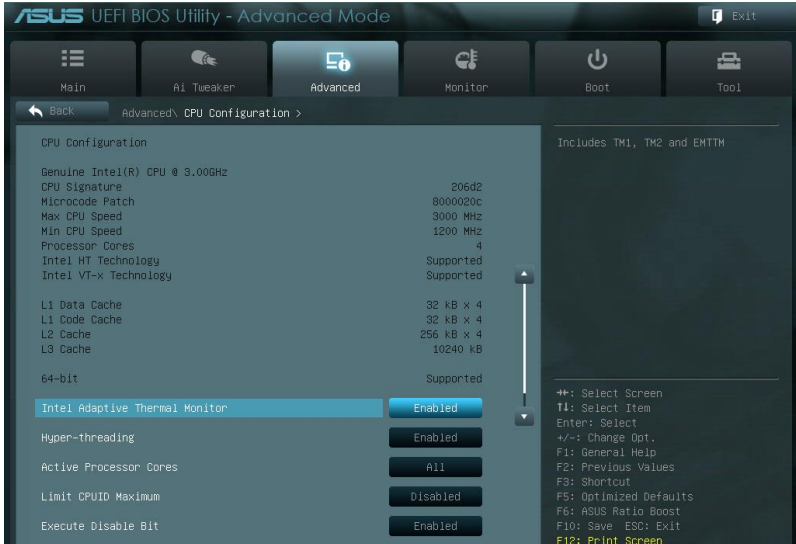 ASUS UEFI BIOS Utility - Advanced Mode
Exit
Main
Ai Tweaker
Advanced
Monitor
Boot
Tool
Back
Advanced\ CPU Configuration >
CPU Configuration
Genuine Intel(R) CPU @ 3.00GHz
CPU Signature 206d2
Microcode Patch 8000020c
Max CPU Speed 3000 MHz
Min CPU Speed 1200 MHz
Processor Cores 4
Intel HT Technology Supported
Intel VT-x Technology Supported
L1 Data Cache 32 kB x 4
L1 Code Cache 32 kB x 4
L2 Cache 256 kB x 4
L3 Cache 10240 kB
64-bit Supported
Intel Adaptive Thermal Monitor Enabled
Hyper-threading Enabled
Active Processor Cores All
Limit CPUID Maximum Disabled
Execute Disable Bit Enabled
Includes TM1, TM2 and EMTTM
→←: Select Screen
↑↓: Select Item
Enter: Select
+/-: Change Opt.
F1: General Help
F2: Previous Values
F3: Shortcut
F5: Optimized Defaults
F6: ASUS Ratio Boost
F10: Save ESC: Exit
F12: Print Screen